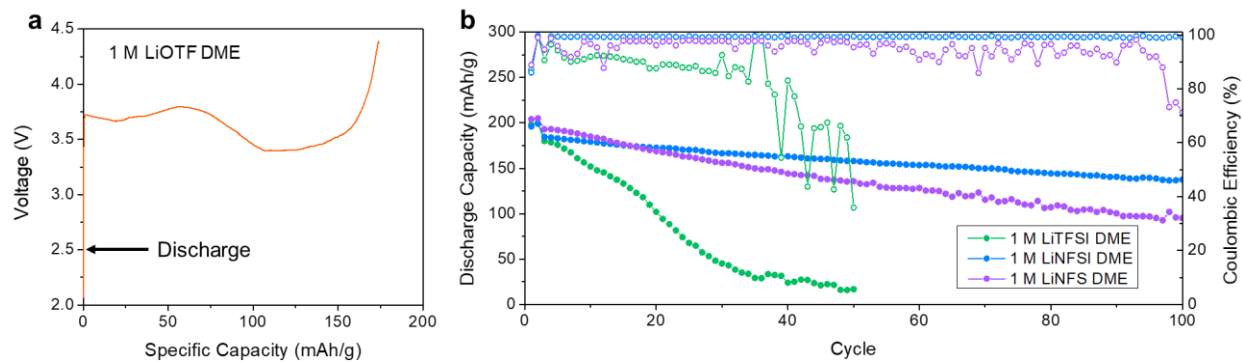 a
4.5
4.0
3.5
3.0
2.5
2.0
Voltage (V)
1 M LiOTF DME
Discharge
0
50
100
150
200
Specific Capacity (mAh/g)
b
300
250
200
150
100
50
0
Discharge Capacity (mAh/g)
1 M LiTFSI DME
1 M LiNFSI DME
1 M LiNFS DME
100
80
60
40
20
0
Coulombic Efficiency (%)
0
20
40
60
80
100
Cycle